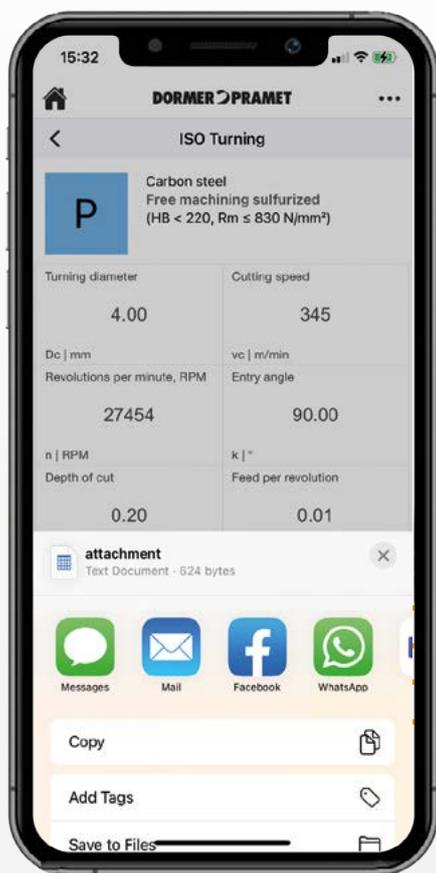 15:32
DORMER PRAMET
ISO Turning
P
Carbon steel
Free machining sulfurized
(HB < 220, Rm ≤ 830 N/mm²)
Turning diameter
Cutting speed
4.00
345
Dc | mm
vc | m/min
Revolutions per minute, RPM
Entry angle
27454
90.00
n | RPM
k | °
Depth of cut
Feed per revolution
0.20
0.01
attachment
Text Document · 624 bytes
Messages
Mail
Facebook
WhatsApp
Copy
Add Tags
Save to Files